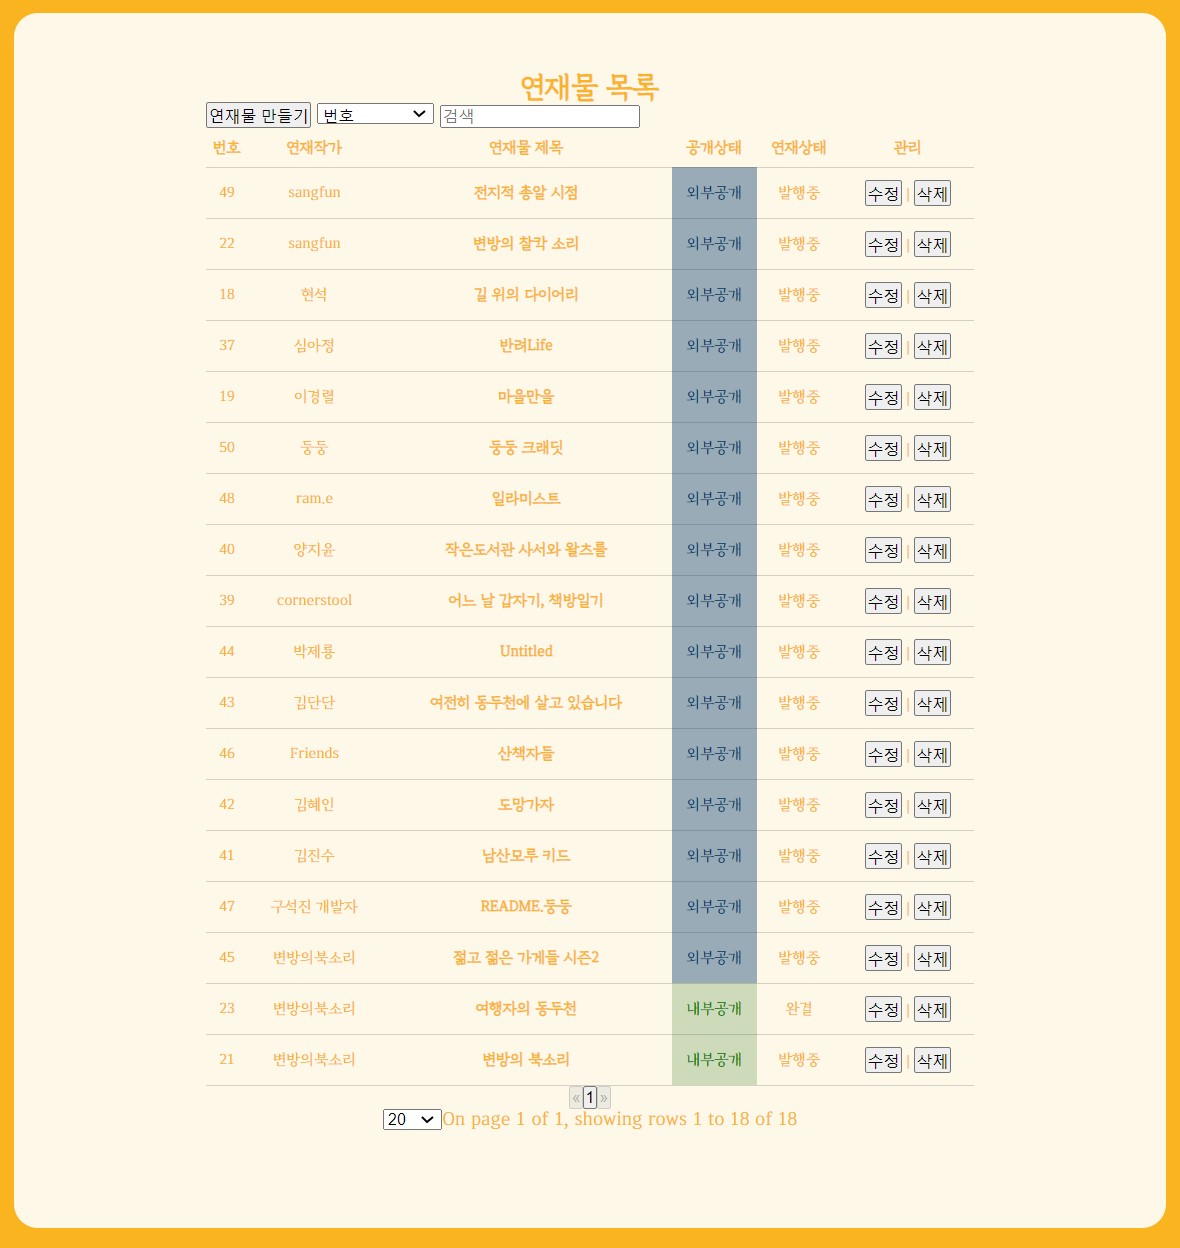 연재물 목록
연재물 만들기 번호 검색
번호 연재작가 연재물 제목 공개상태 연재상태 관리
49 sangfun 전지적 총알 시점 외부공개 발행중 수정 | 삭제
22 sangfun 변방의 찰칵 소리 외부공개 발행중 수정 | 삭제
18 현석 길 위의 다이어리 외부공개 발행중 수정 | 삭제
37 심아정 반려Life 외부공개 발행중 수정 | 삭제
19 이경렬 마을만을 외부공개 발행중 수정 | 삭제
50 둥둥 둥둥 크래딧 외부공개 발행중 수정 | 삭제
48 ram.e 일라미스트 외부공개 발행중 수정 | 삭제
40 양지윤 작은도서관 사서와 왈츠를 외부공개 발행중 수정 | 삭제
39 cornerstool 어느 날 갑자기, 책방일기 외부공개 발행중 수정 | 삭제
44 박제룡 Untitled 외부공개 발행중 수정 | 삭제
43 김단단 여전히 동두천에 살고 있습니다 외부공개 발행중 수정 | 삭제
46 Friends 산책자들 외부공개 발행중 수정 | 삭제
42 김혜인 도망가자 외부공개 발행중 수정 | 삭제
41 김진수 남산모루 키드 외부공개 발행중 수정 | 삭제
47 구석진 개발자 README.둥둥 외부공개 발행중 수정 | 삭제
45 변방의북소리 젊고 젊은 가게들 시즌2 외부공개 발행중 수정 | 삭제
23 변방의북소리 여행자의 동두천 내부공개 완결 수정 | 삭제
21 변방의북소리 변방의 북소리 내부공개 발행중 수정 | 삭제
« 1 »
20 On page 1 of 1, showing rows 1 to 18 of 18